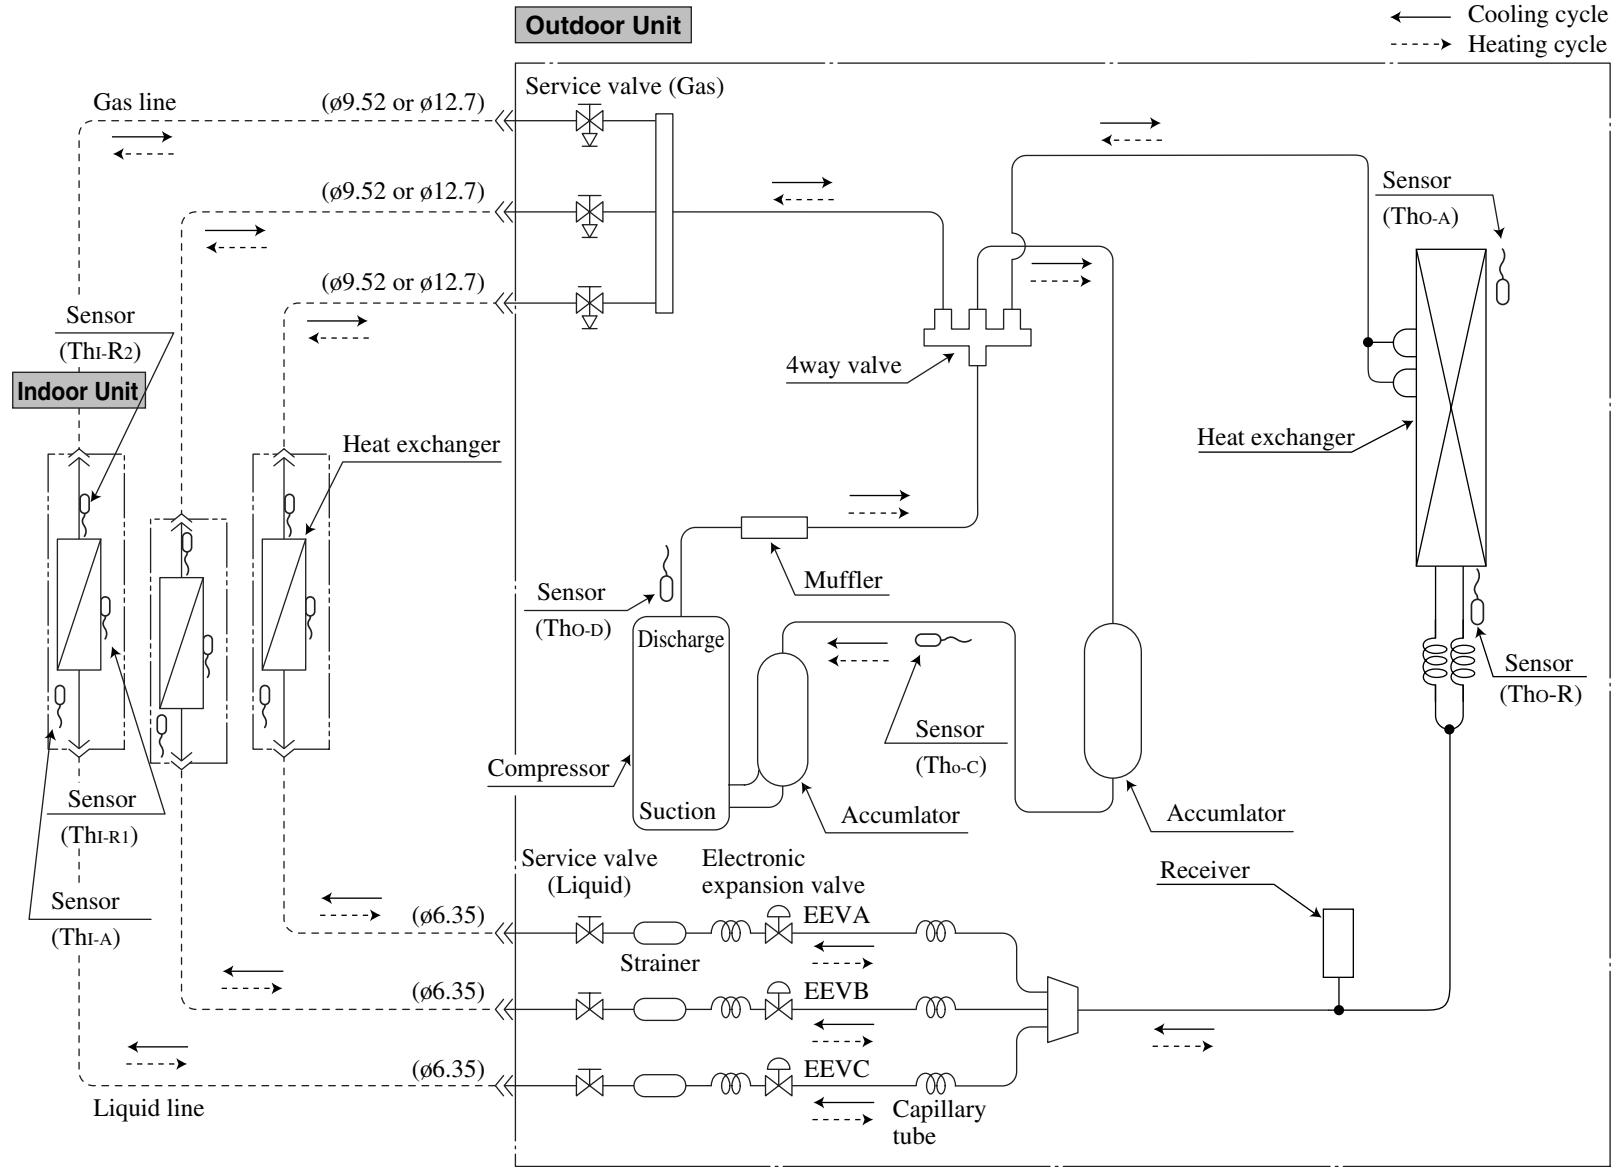 Outdoor Unit
Cooling cycle
Heating cycle
Service valve (Gas)
Gas line
(ø9.52 or ø12.7)
(ø9.52 or ø12.7)
(ø9.52 or ø12.7)
Sensor
(ThO-A)
Sensor
(ThI-R2)
Indoor Unit
4way valve
Heat exchanger
Heat exchanger
Muffler
Sensor
(ThO-D)
Discharge
Sensor
(ThO-R)
Sensor
(Tho-C)
Compressor
Suction
Accumlator
Accumlator
Sensor
(ThI-R1)
Service valve
(Liquid)
Electronic
expansion valve
Receiver
Sensor
(ThI-A)
(ø6.35)
EEVA
Strainer
(ø6.35)
EEVB
(ø6.35)
EEVC
Liquid line
Capillary
tube